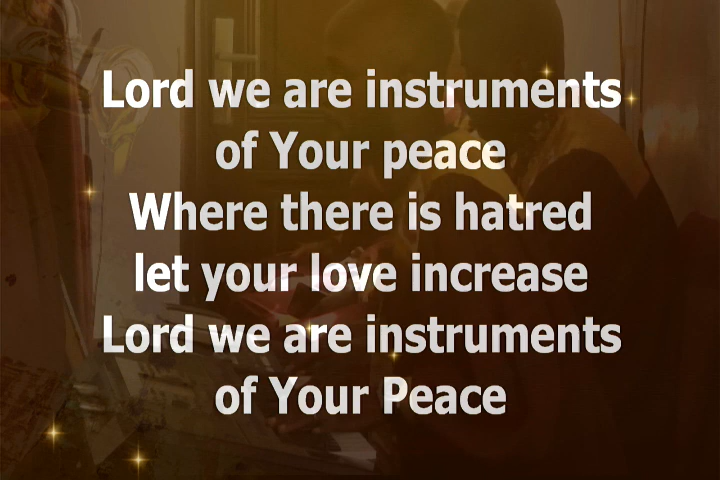 Lord we are instruments
of Your peace
Where there is hatred
let your love increase
Lord we are instruments
of Your Peace